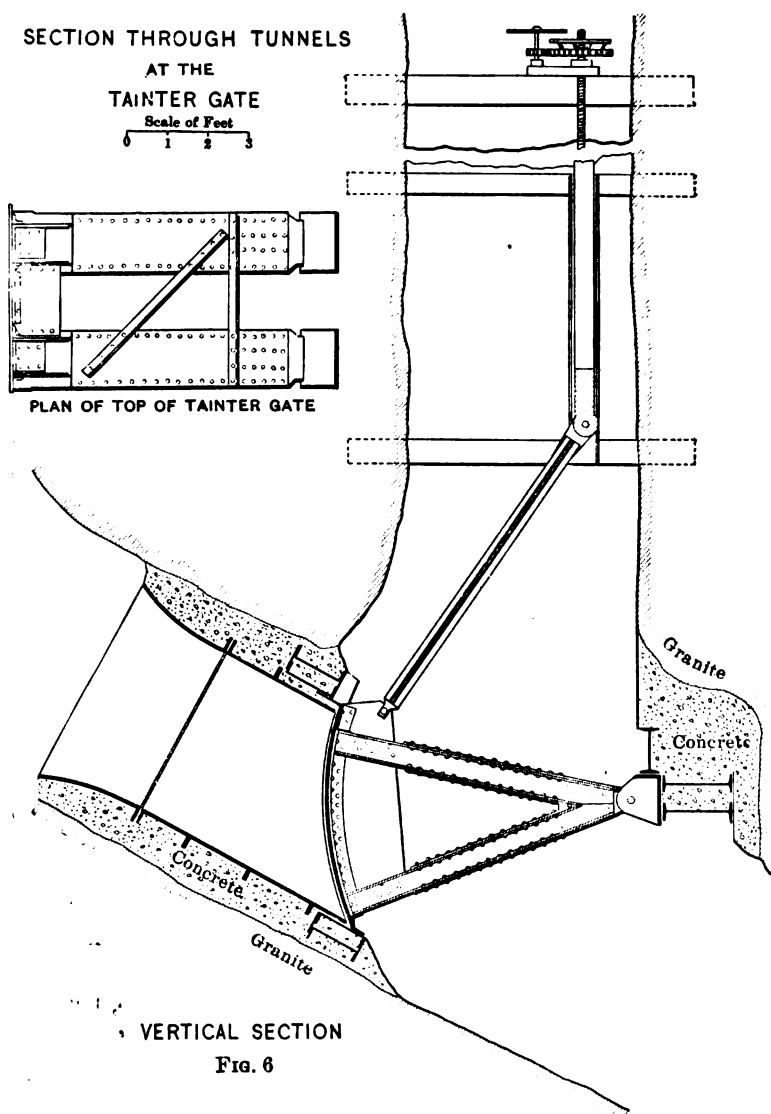 SECTION THROUGH TUNNELS
AT THE
TAINTER GATE
Scale of Feet
0 1 2 3
PLAN OF TOP OF TAINTER GATE
Granite
Concrete
Concrete
Granite
VERTICAL SECTION
FIG. 6